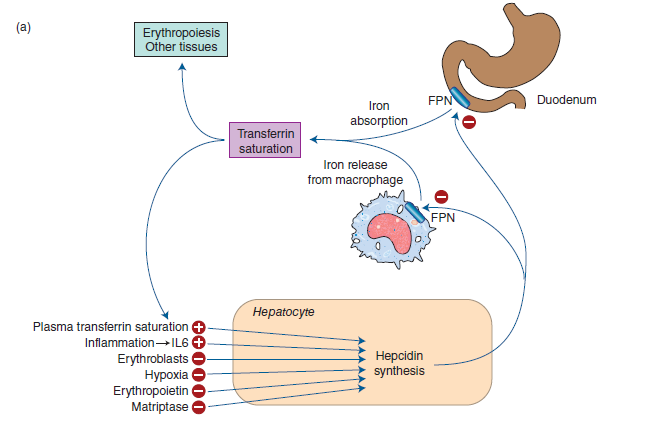 (a)
Erythropoiesis
Other tissues
FPN
Duodenum
Iron
absorption
Transferrin
saturation
Iron release
from macrophage
FPN
Hepatocyte
Plasma transferrin saturation +
Inflammation→IL6 +
Erythroblasts −
Hypoxia −
Erythropoietin −
Matriptase −
Hepcidin
synthesis